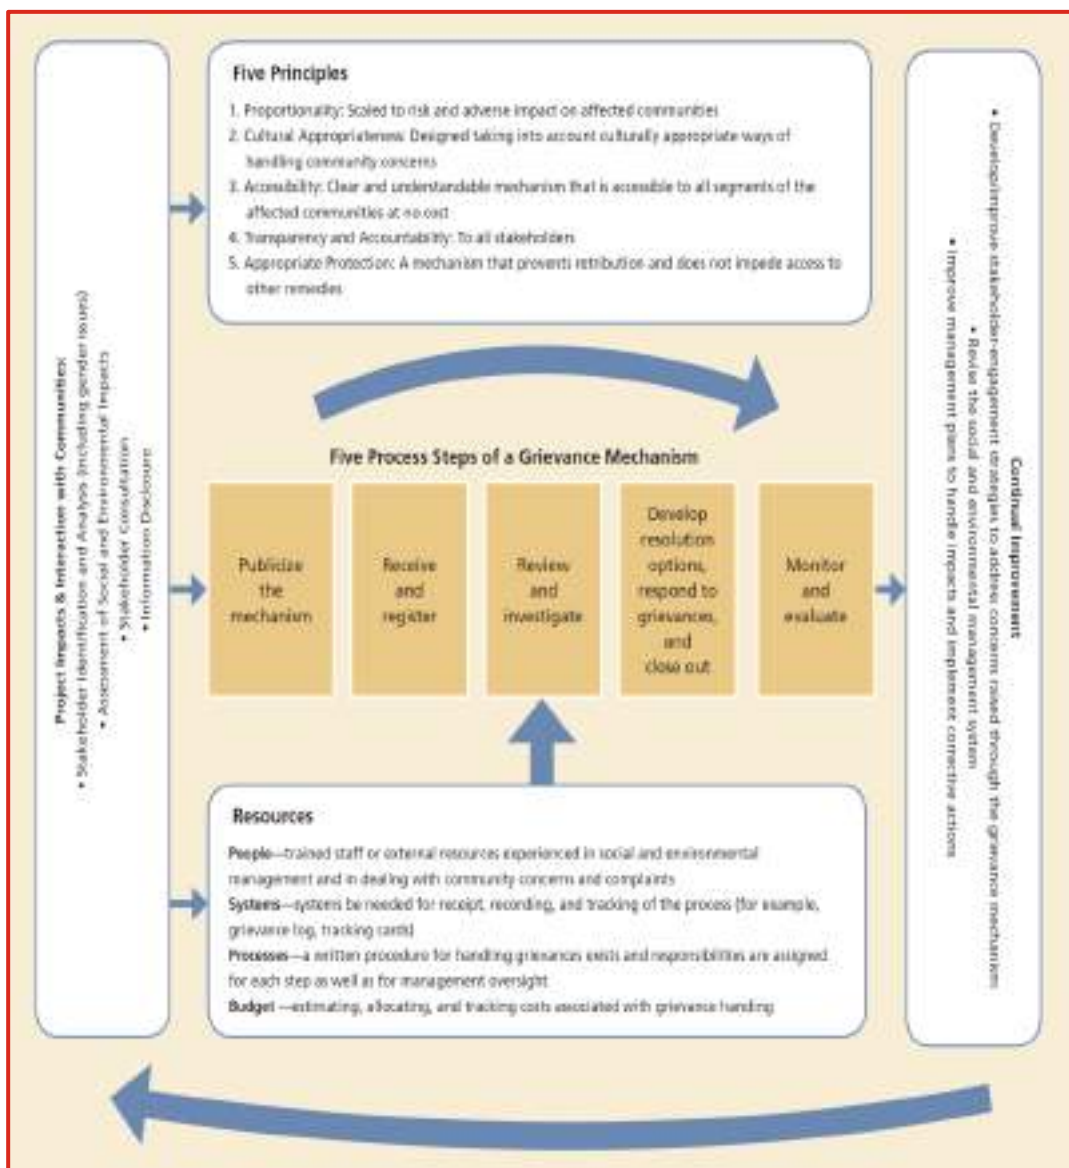 Project Impacts & Interaction with Communities:
• Stakeholder Identification and Analysis (including gender issues)
• Assessment of Social and Environmental Impacts
• Stakeholder Consultation
• Information Disclosure
Five Principles
1. Proportionality: Scaled to risk and adverse impact on affected communities
2. Cultural Appropriateness: Designed taking into account culturally appropriate ways of
handling community concerns
3. Accessibility: Clear and understandable mechanism that is accessible to all segments of the
affected communities at no cost
4. Transparency and Accountability: To all stakeholders
5. Appropriate Protection: A mechanism that prevents retribution and does not impede access to
other remedies
Five Process Steps of a Grievance Mechanism
Publicize
the
mechanism
Receive
and
register
Review
and
investigate
Develop
resolution
options,
respond to
grievances,
and
close out
Monitor
and
evaluate
Resources
People—trained staff or external resources experienced in social and environmental
management and in dealing with community concerns and complaints
Systems—systems be needed for receipt, recording, and tracking of the process (for example,
grievance log, tracking cards)
Processes—a written procedure for handling grievances exists and responsibilities are assigned
for each step as well as for management oversight
Budget —estimating, allocating, and tracking costs associated with grievance handing
Continual Improvement
• Develop/improve stakeholder-engagement strategies to address concerns raised through the grievance mechanism
• Revise the social and environmental management system
• Improve management plans to handle impacts and implement corrective actions